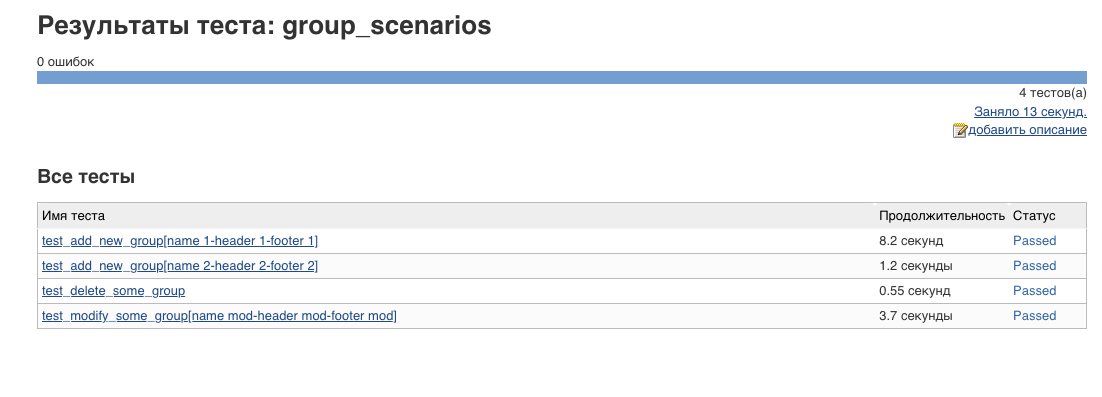 Результаты теста: group_scenarios
0 ошибок
4 тестов(а)
Заняло 13 секунд.
добавить описание
Все тесты
Имя теста Продолжительность Статус
test_add_new_group[name 1-header 1-footer 1] 8.2 секунд Passed
test_add_new_group[name 2-header 2-footer 2] 1.2 секунды Passed
test_delete_some_group 0.55 секунд Passed
test_modify_some_group[name mod-header mod-footer mod] 3.7 секунды Passed